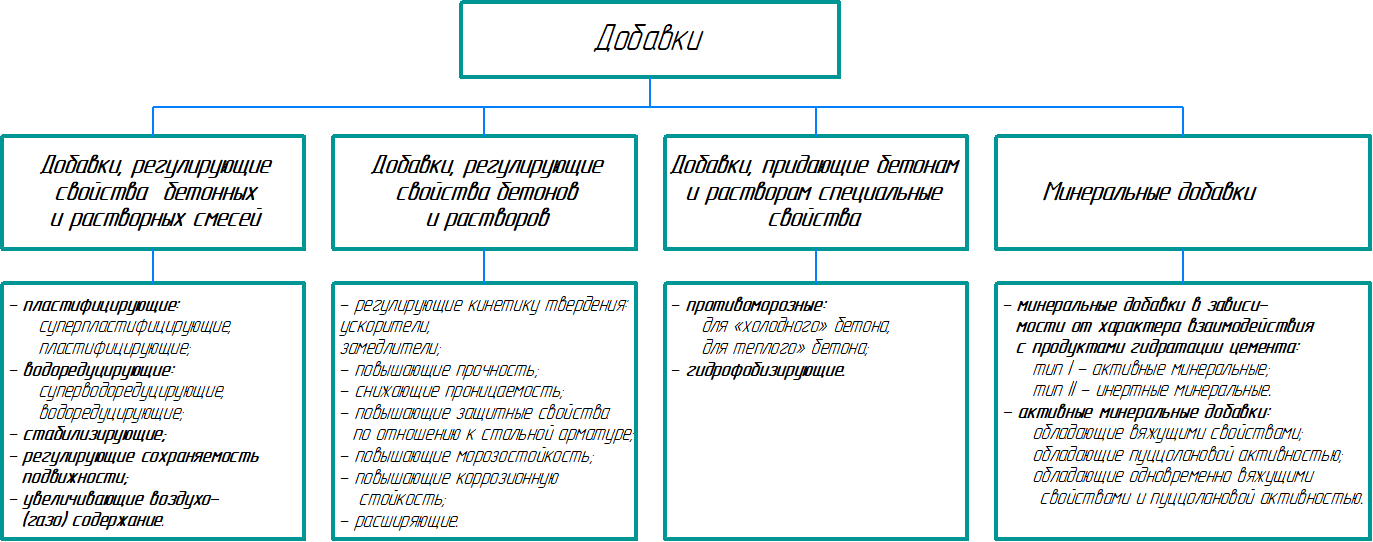 Добавки
Добавки, регулирующие
свойства бетонных
и растворных смесей
Добавки, регулирующие
свойства бетонов
и растворов
Добавки, придающие бетонам
и растворам специальные
свойства
Минеральные добавки
- пластифицирующие:
суперпластифицирующие,
пластифицирующие;
- водоредуцирующие:
суперводоредуцирующие,
водоредуцирующие;
- стабилизирующие;
- регулирующие сохраняемость
подвижности;
- увеличивающие воздухо-
(газо) содержание.
- регулирующие кинетику твердения:
ускорители,
замедлители;
- повышающие прочность;
- снижающие проницаемость;
- повышающие защитные свойства
по отношению к стальной арматуре;
- повышающие морозостойкость;
- повышающие коррозионную
стойкость;
- расширяющие.
- противоморозные:
для «холодного» бетона,
для теплого» бетона;
- гидрофобизирующие.
- минеральные добавки в зависи-
мости от характера взаимодействия
с продуктами гидратации цемента:
тип I - активные минеральные;
тип II - инертные минеральные.
- активные минеральные добавки:
обладающие вяжущими свойствами;
обладающие пуццолановой активностью;
обладающие одновременно вяжущими
свойствами и пуццолановой активностью.